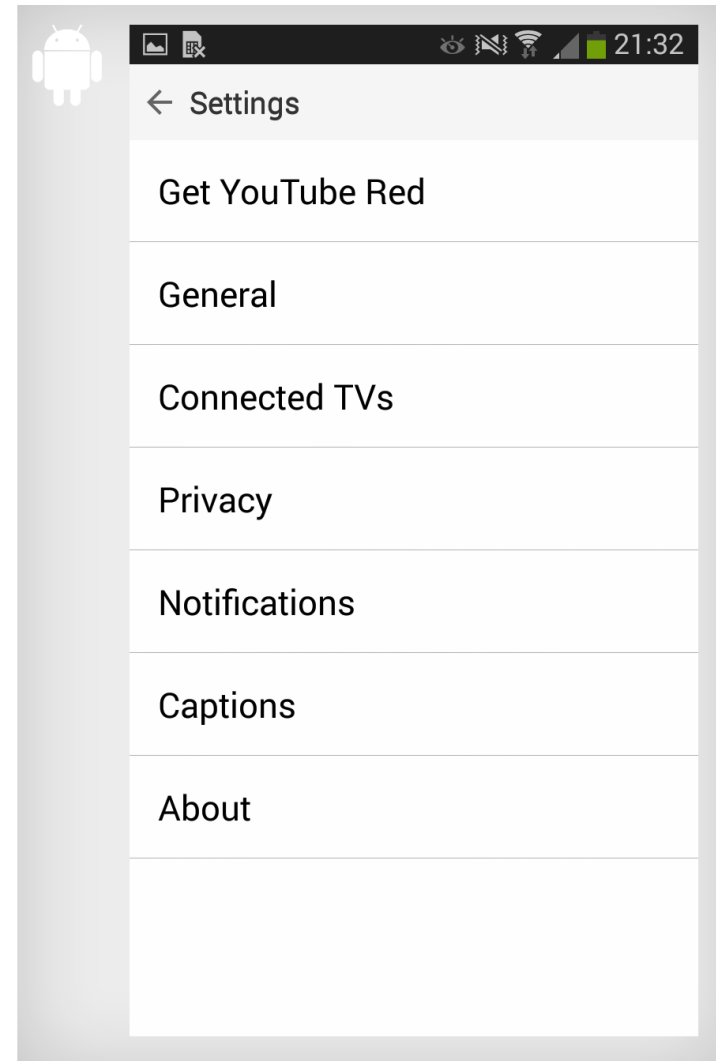 21:32
Settings
Get YouTube Red
General
Connected TVs
Privacy
Notifications
Captions
About